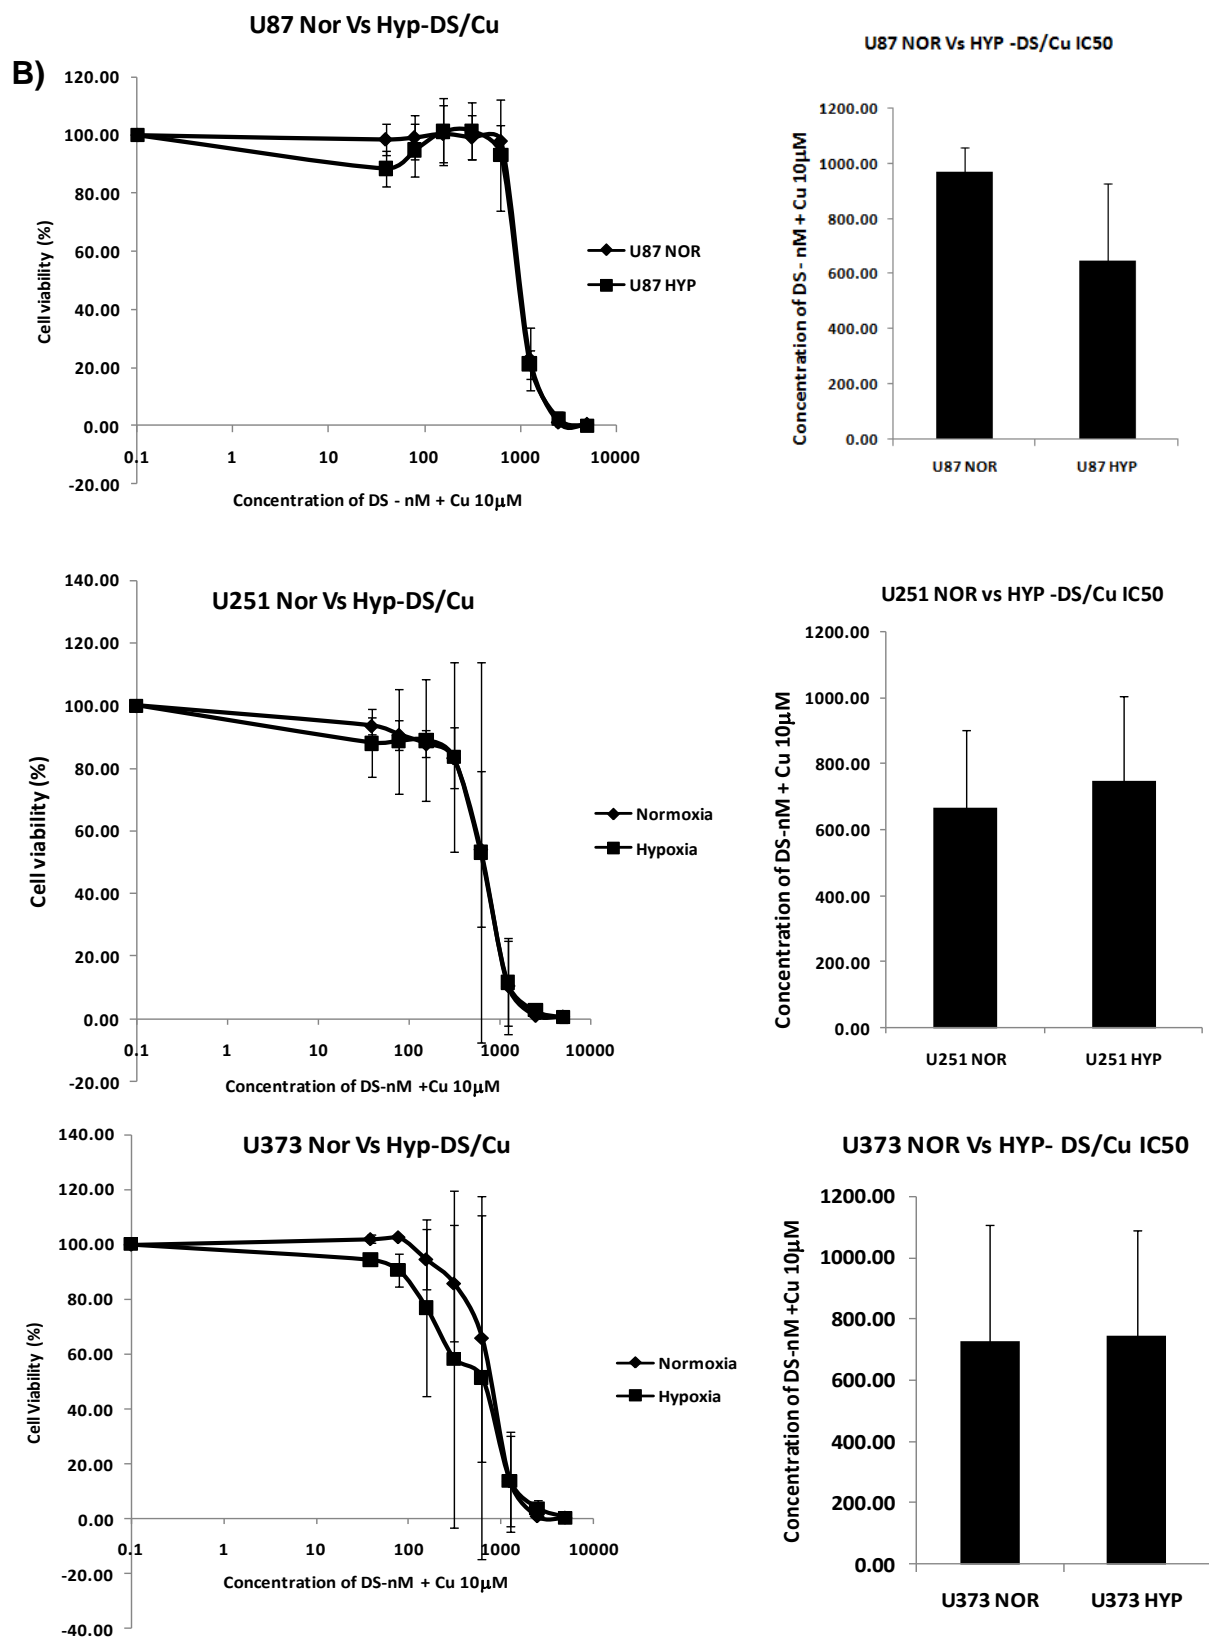 U87 Nor Vs Hyp-DS/Cu
B)
120.00
100.00
80.00
60.00
40.00
20.00
0.00
-20.00
Cell viability (%)
0.1 1 10 100 1000 10000
Concentration of DS - nM + Cu 10µM
U87 NOR
U87 HYP
U87 NOR Vs HYP -DS/Cu IC50
1200.00
1000.00
800.00
600.00
400.00
200.00
0.00
Concentration of DS - nM + Cu 10µM
U87 NOR U87 HYP
U251 Nor Vs Hyp-DS/Cu
140.00
120.00
100.00
80.00
60.00
40.00
20.00
0.00
-20.00
Cell viability (%)
0.1 1 10 100 1000 10000
Concentration of DS-nM +Cu 10µM
Normoxia
Hypoxia
U251 NOR vs HYP -DS/Cu IC50
1200.00
1000.00
800.00
600.00
400.00
200.00
0.00
Concentration of DS-nM + Cu 10µM
U251 NOR U251 HYP
U373 Nor Vs Hyp-DS/Cu
140.00
120.00
100.00
80.00
60.00
40.00
20.00
0.00
-20.00
-40.00
Cell Viability (%)
0.1 1 10 100 1000 10000
Concentration of DS-nM + Cu 10µM
Normoxia
Hypoxia
U373 NOR Vs HYP- DS/Cu IC50
1200.00
1000.00
800.00
600.00
400.00
200.00
0.00
Concentration of DS-nM +Cu 10µM
U373 NOR U373 HYP